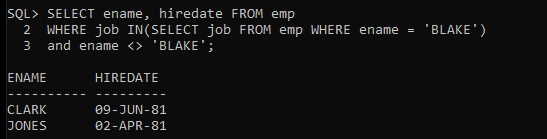 SQL> SELECT ename, hiredate FROM emp
  2  WHERE job IN(SELECT job FROM emp WHERE ename = 'BLAKE')
  3  and ename <> 'BLAKE';

ENAME      HIREDATE
---------- ---------
CLARK      09-JUN-81
JONES      02-APR-81